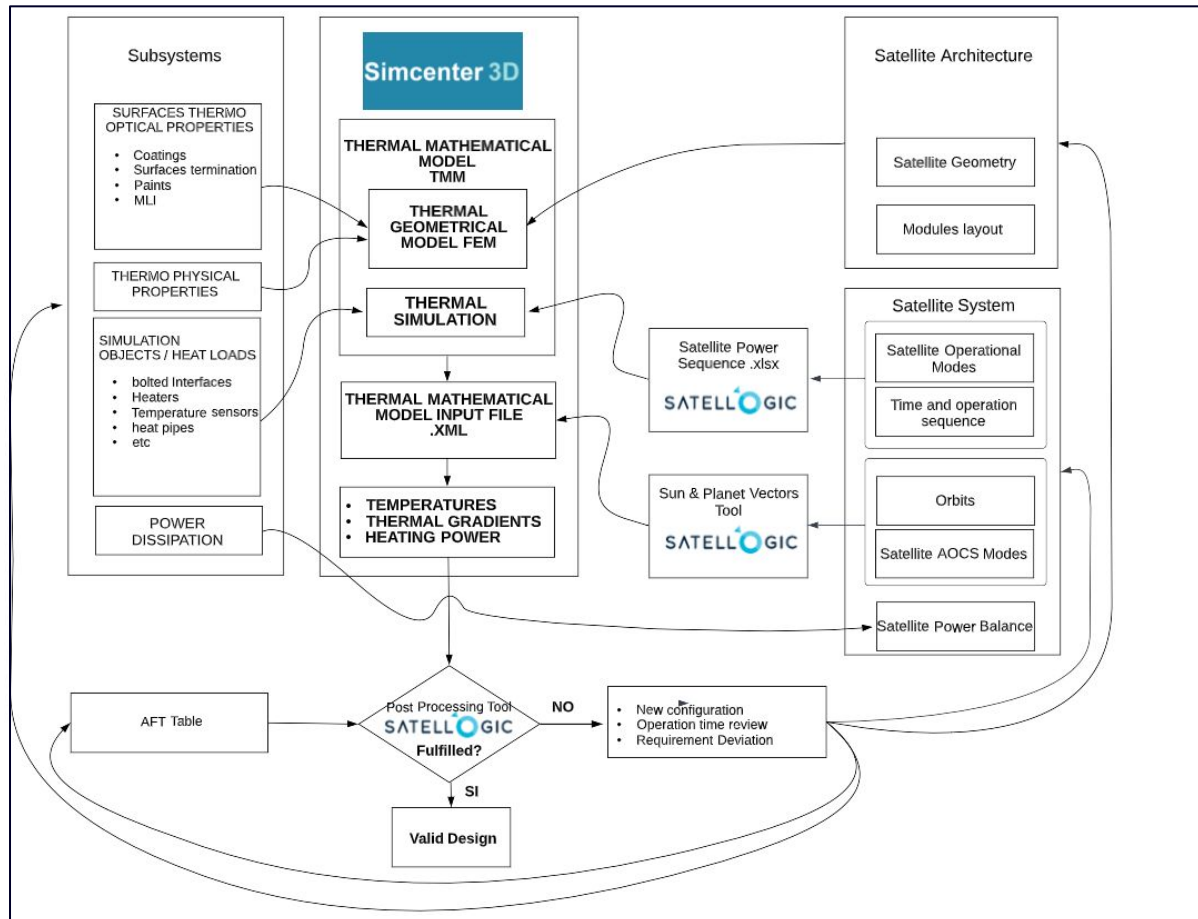 Subsystems
SURFACES THERMO
OPTICAL PROPERTIES
• Coatings
• Surfaces termination
• Paints
• MLI
THERMO PHYSICAL
PROPERTIES
SIMULATION
OBJECTS / HEAT LOADS
• bolted Interfaces
• Heaters
• Temperature sensors
• heat pipes
• etc
POWER
DISSIPATION
Simcenter 3D
THERMAL MATHEMATICAL
MODEL
TMM
THERMAL
GEOMETRICAL
MODEL FEM
THERMAL
SIMULATION
THERMAL MATHEMATICAL
MODEL INPUT FILE
.XML
• TEMPERATURES
• THERMAL GRADIENTS
• HEATING POWER
Satellite Power
Sequence .xlsx
SATELLOGIC
Sun & Planet Vectors
Tool
SATELLOGIC
Satellite Architecture
Satellite Geometry
Modules layout
Satellite System
Satellite Operational
Modes
Time and operation
sequence
Orbits
Satellite AOCS Modes
Satellite Power Balance
AFT Table
Post Processing Tool
SATELLOGIC
Fulfilled?
NO
• New configuration
• Operation time review
• Requirement Deviation
SI
Valid Design